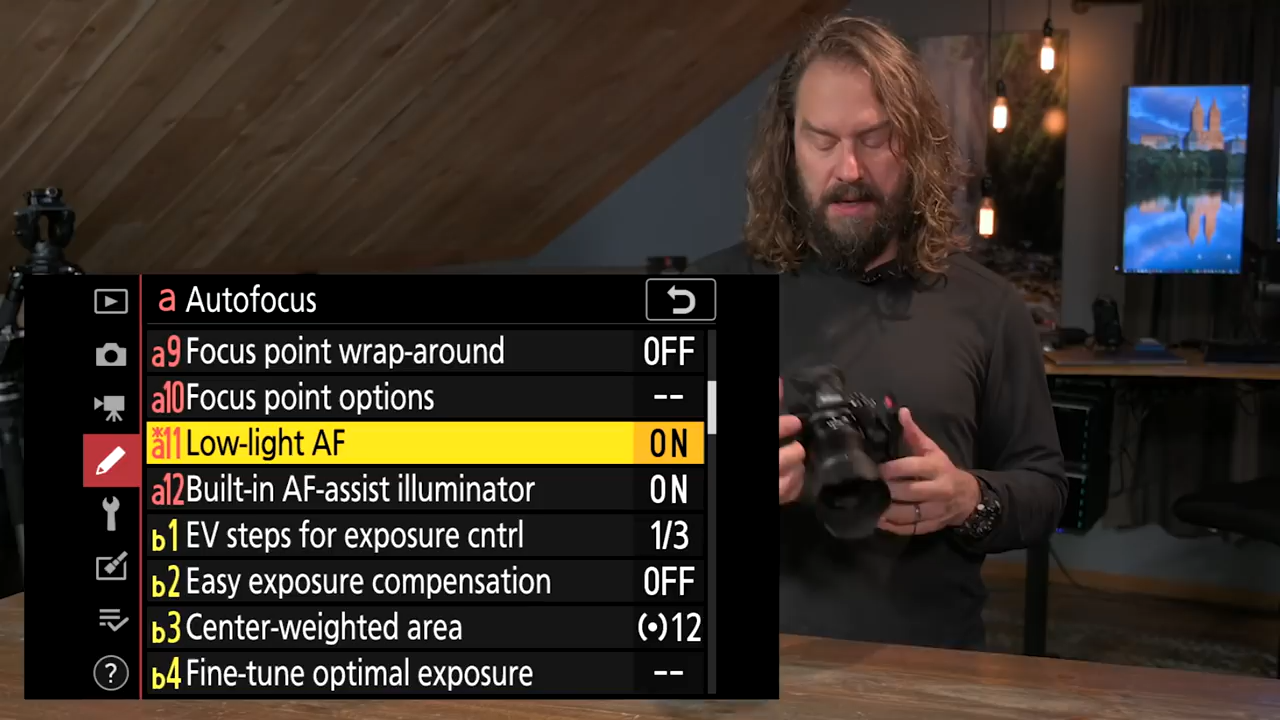 a Autofocus
a9 Focus point wrap-around OFF
a10 Focus point options --
*a11 Low-light AF ON
a12 Built-in AF-assist illuminator ON
b1 EV steps for exposure cntrl 1/3
b2 Easy exposure compensation OFF
b3 Center-weighted area (•)12
b4 Fine-tune optimal exposure --
?